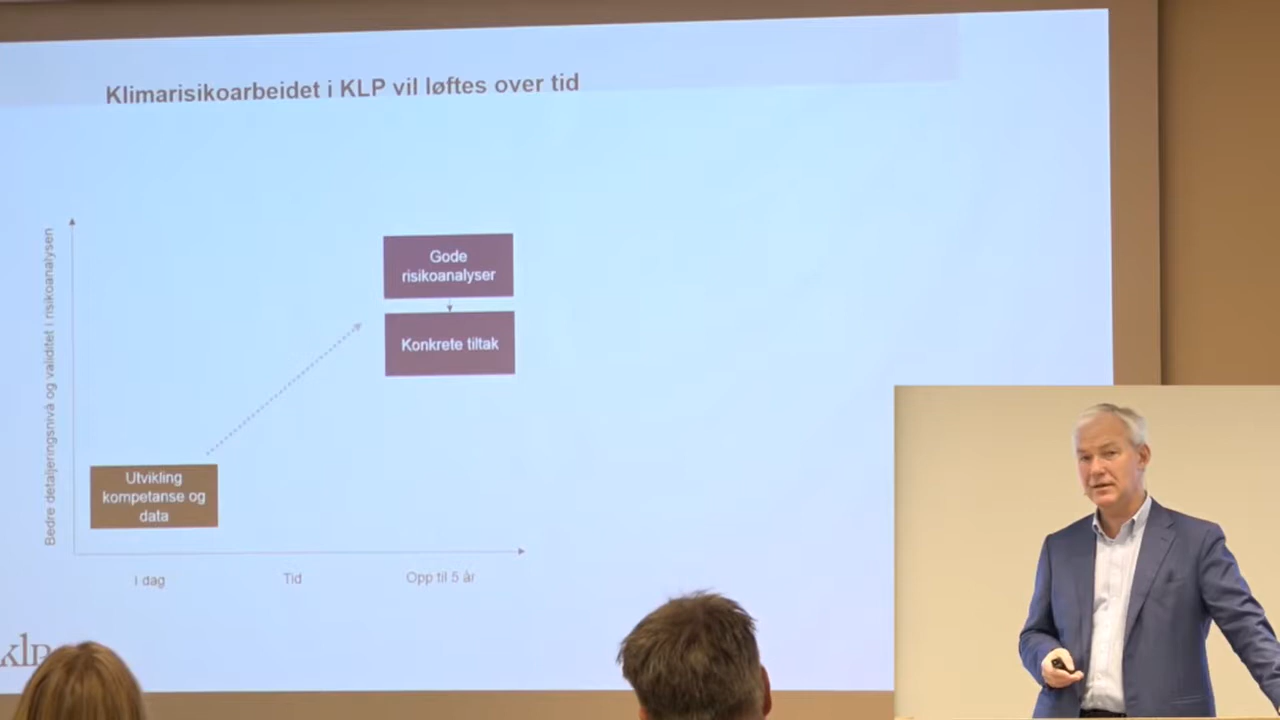 Klimarisikoarbeidet i KLP vil løftes over tid
Bedre detaljeringsnivå og validitet i risikoanalysen
Gode
risikoanalyser
Konkrete tiltak
Utvikling
kompetanse og
data
I dag
Tid
Opp til 5 år
klp